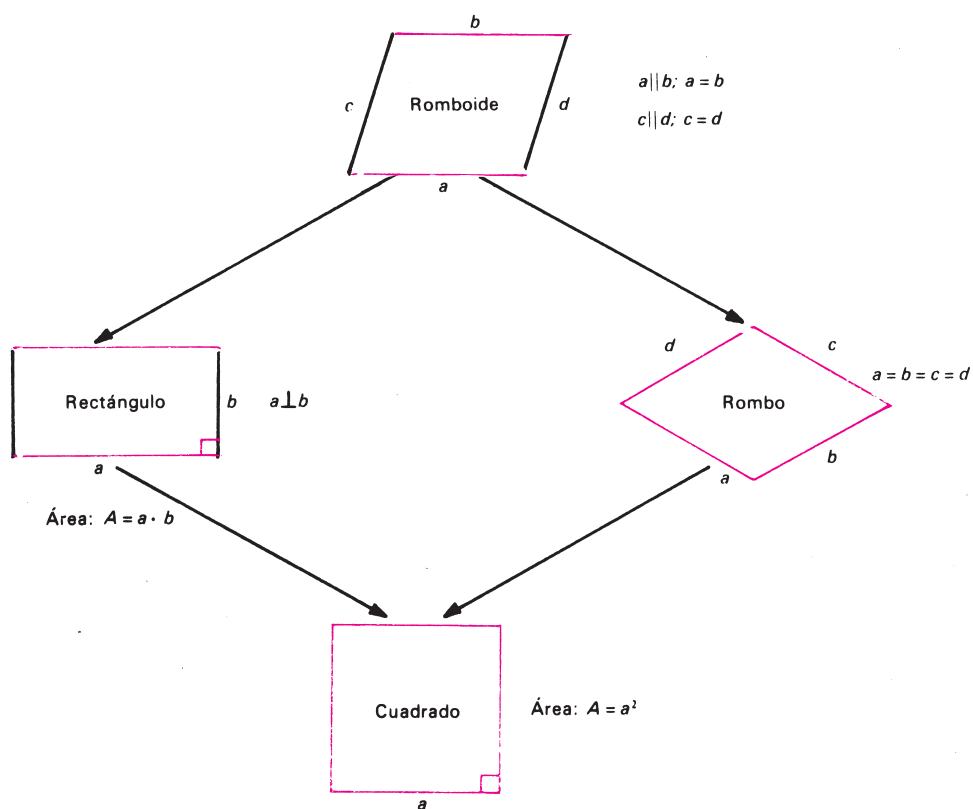 b
c
Romboide
d
a||b; a = b
c||d; c = d
a
d
c
a = b = c = d
Rectángulo
b
a⊥b
Rombo
a
a
b
Área: A = a · b
Cuadrado
Área: A = a²
a